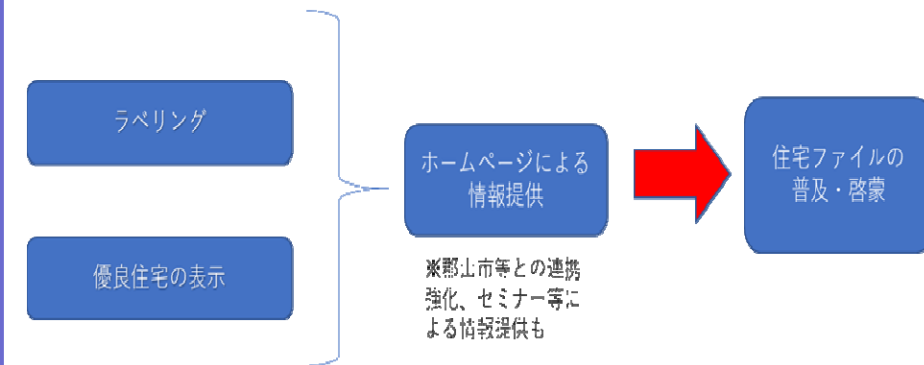 ラベリング
優良住宅の表示
ホームページによる
情報提供
※郡山市等との連携
強化、セミナー等に
よる情報提供も
住宅ファイルの
普及・啓蒙